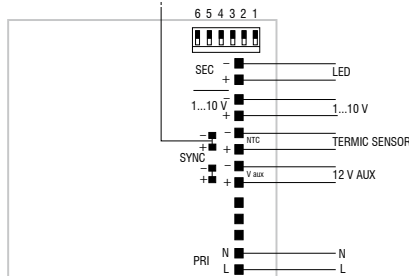 6 5 4 3 2 1
SEC – LED
+
1...10 V – 1...10 V
+
– NTC – TERMIC SENSOR
+ +
SYNC – – 12 V AUX
+ + V aux
PRI N N
L L